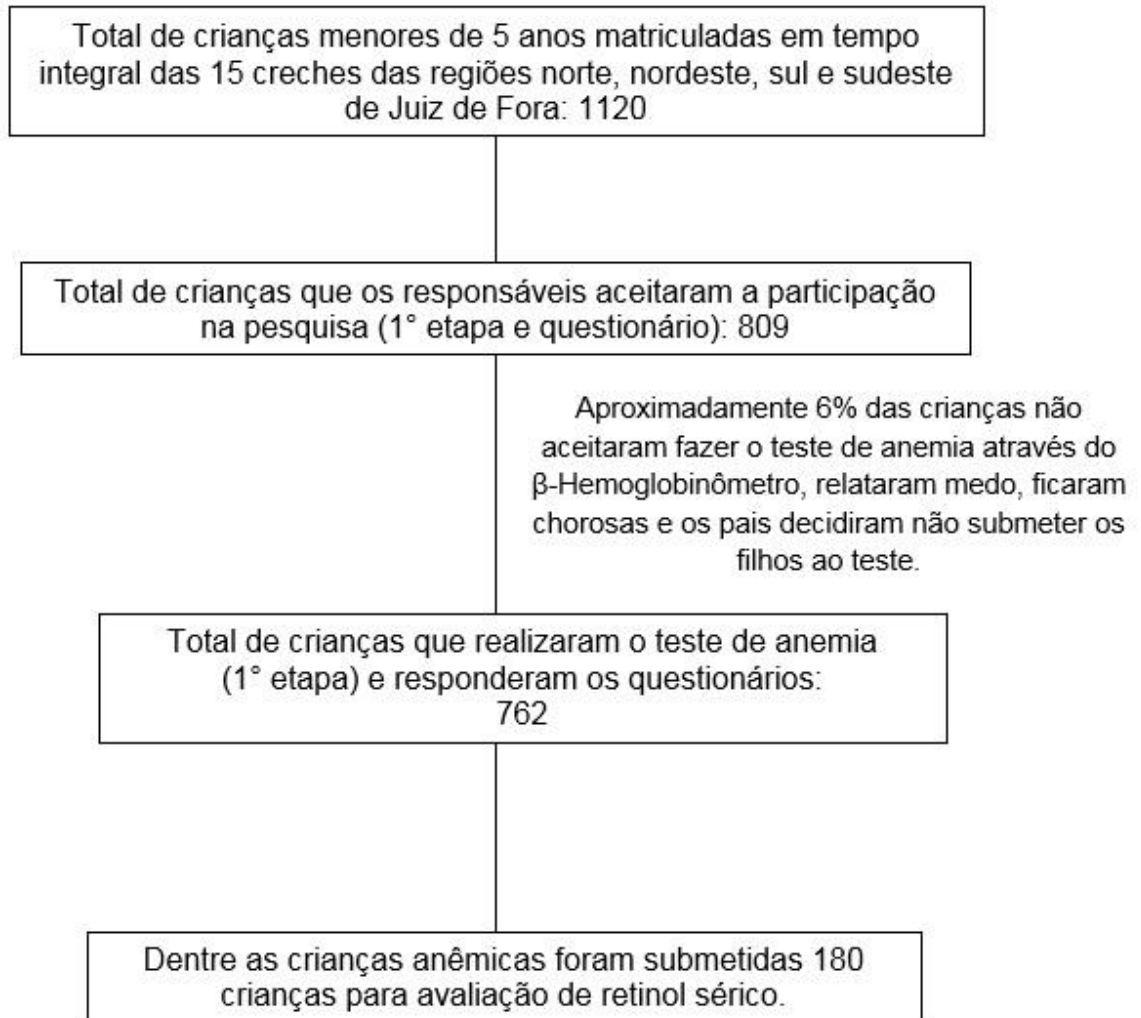 Total de crianças menores de 5 anos matriculadas em tempo
integral das 15 creches das regiões norte, nordeste, sul e sudeste
de Juiz de Fora: 1120
Total de crianças que os responsáveis aceitaram a participação
na pesquisa (1° etapa e questionário): 809
Aproximadamente 6% das crianças não
aceitaram fazer o teste de anemia através do
β-Hemoglobinômetro, relataram medo, ficaram
chorosas e os pais decidiram não submeter os
filhos ao teste.
Total de crianças que realizaram o teste de anemia
(1° etapa) e responderam os questionários:
762
Dentre as crianças anêmicas foram submetidas 180
crianças para avaliação de retinol sérico.